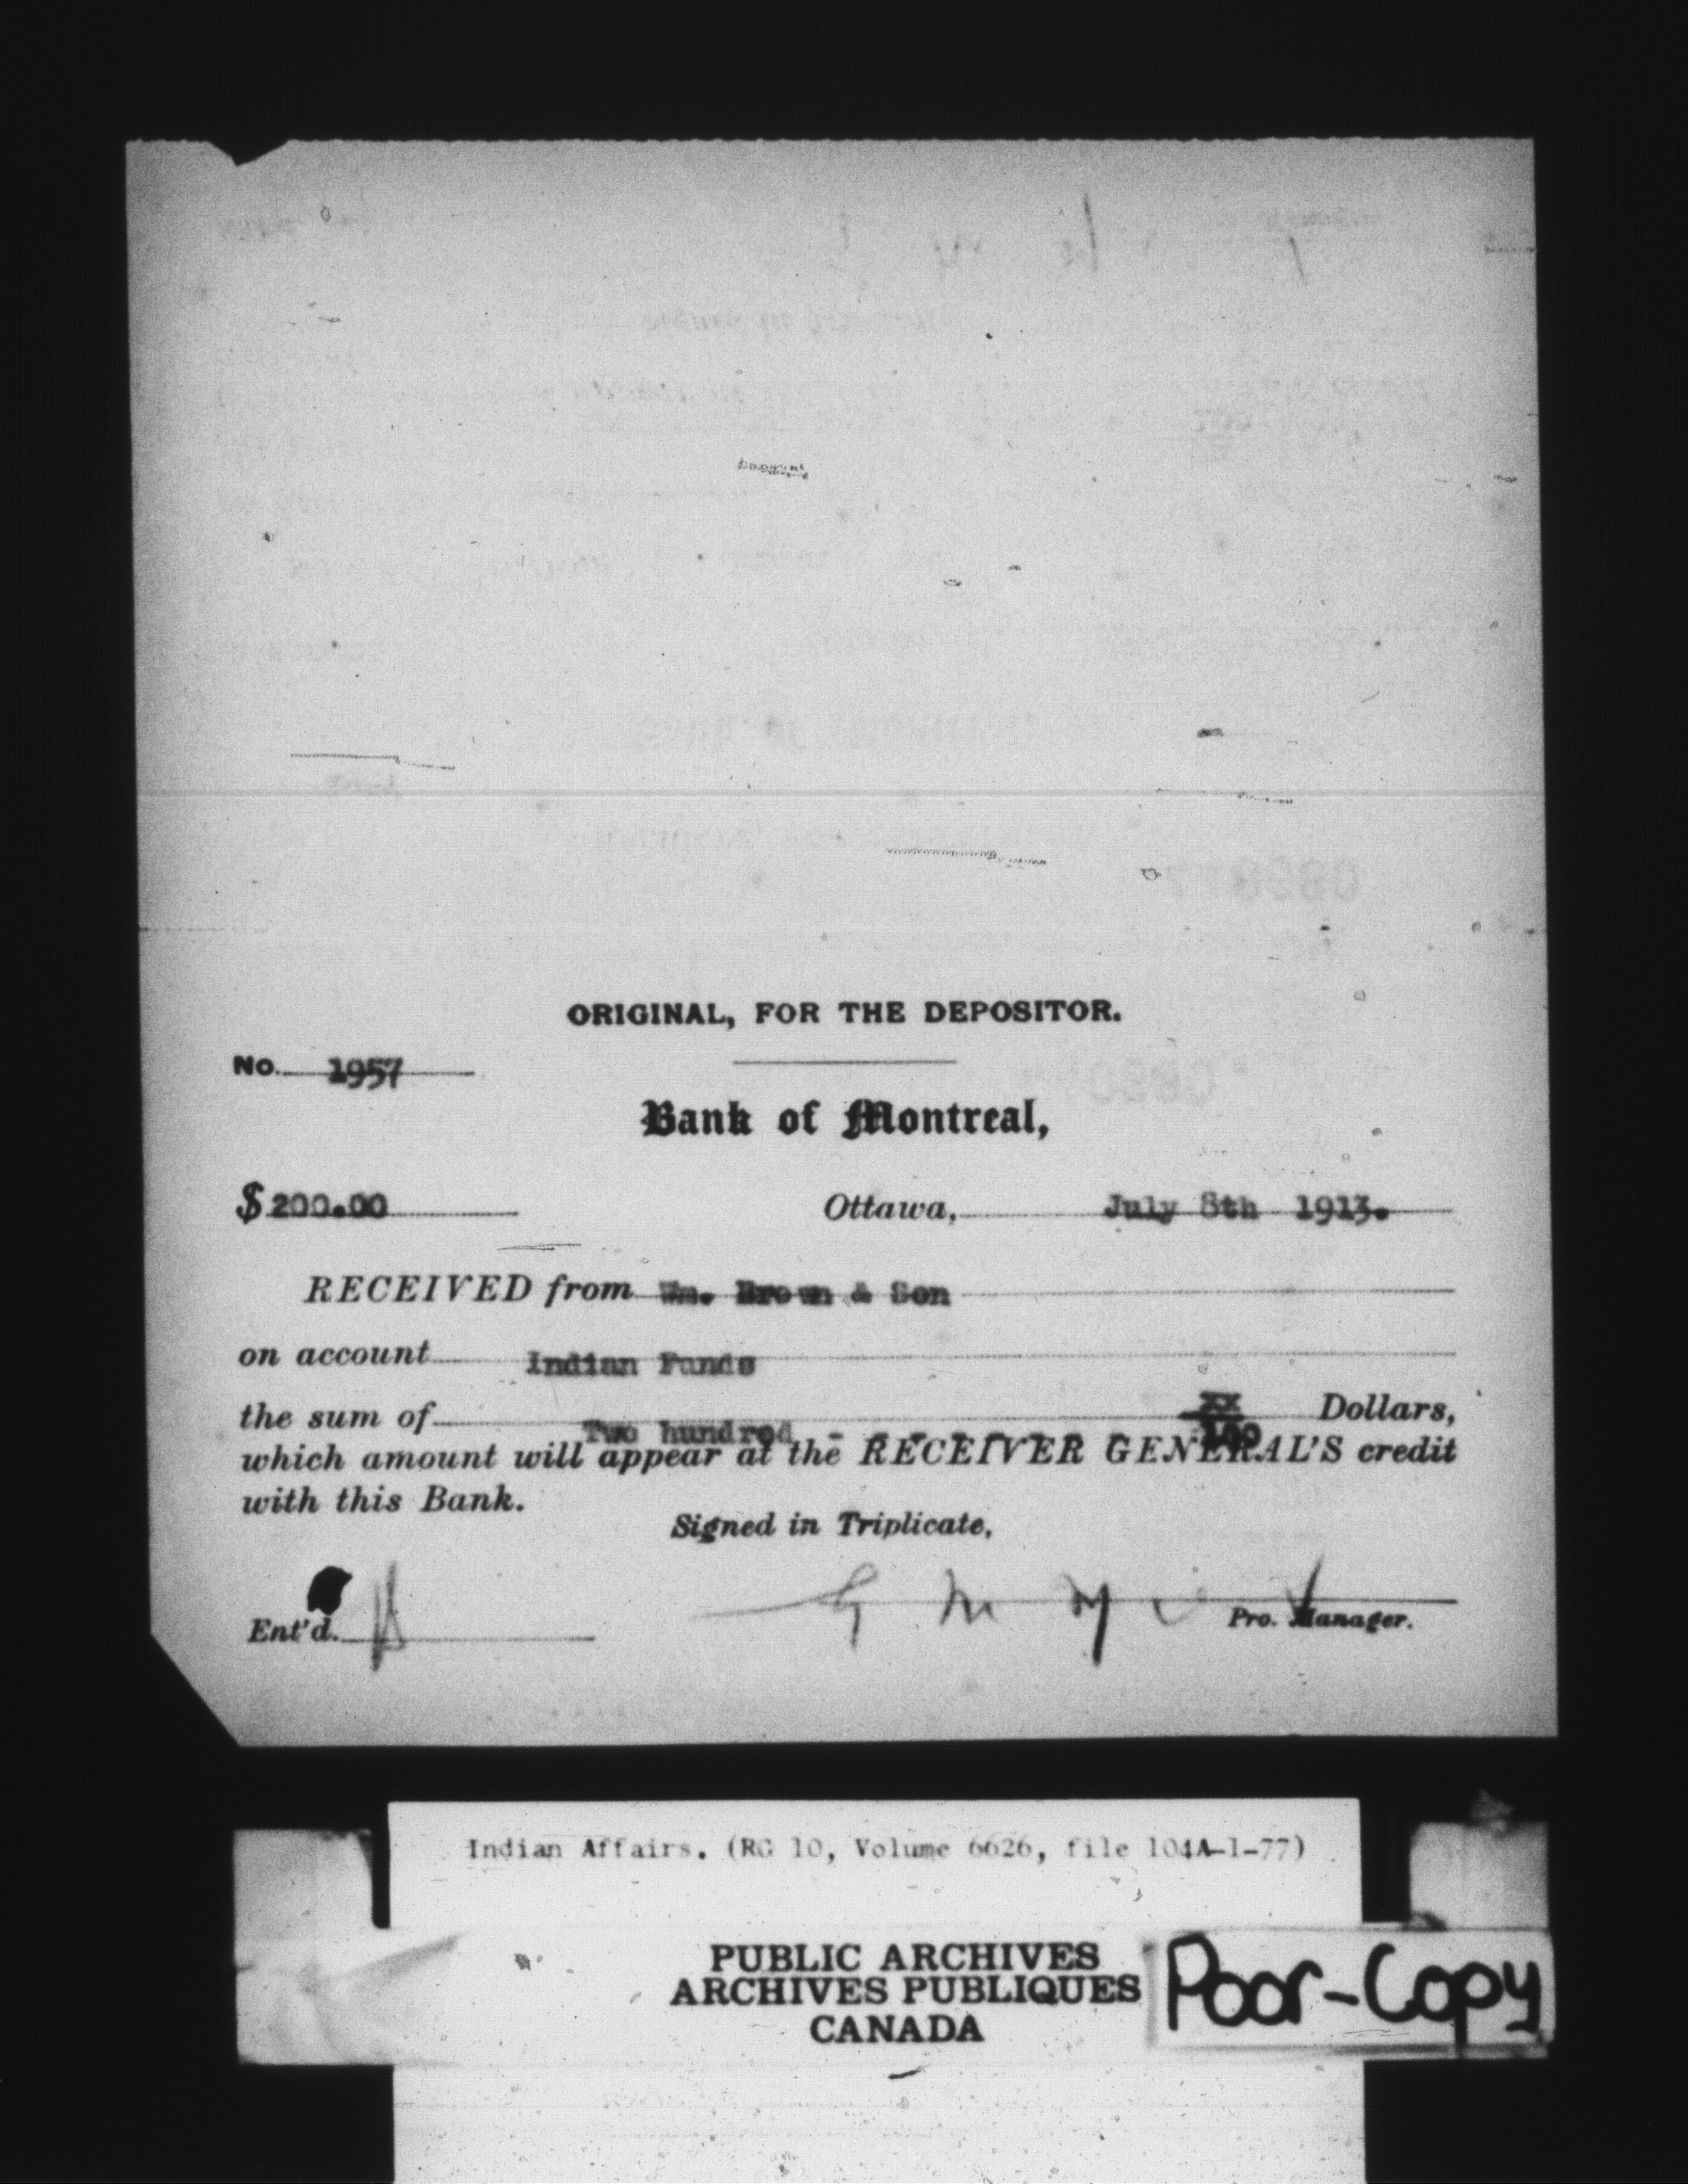 ORIGINAL, FOR THE DEPOSITOR.
No. 1957
Bank of Montreal,
$ 200.00 Ottawa, July 8th 1913.
RECEIVED from Wm. Brown & Son
on account Indian Funds
the sum of Two hundred - - - - - - - xx/100 Dollars,
which amount will appear at the RECEIVER GENERAL'S credit
with this Bank.
Signed in Triplicate,
Ent'd.
Pro. Manager.
Indian Affairs. (RG 10, Volume 6626, file 104A-1-77)
PUBLIC ARCHIVES
ARCHIVES PUBLIQUES
CANADA
Poor-Copy